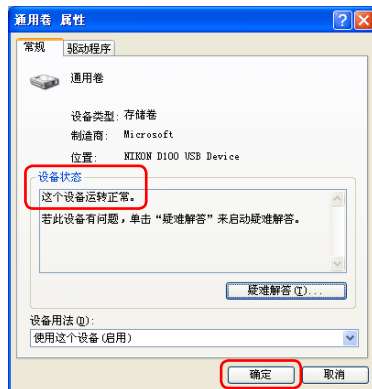 通用卷 属性
常规 驱动程序
通用卷
设备类型: 存储卷
制造商: Microsoft
位置: NIKON D100 USB Device
设备状态
这个设备运转正常。
若此设备有问题，单击“疑难解答”来启动疑难解答。
疑难解答(T)...
设备用法(D):
使用这个设备(启用)
确定 取消